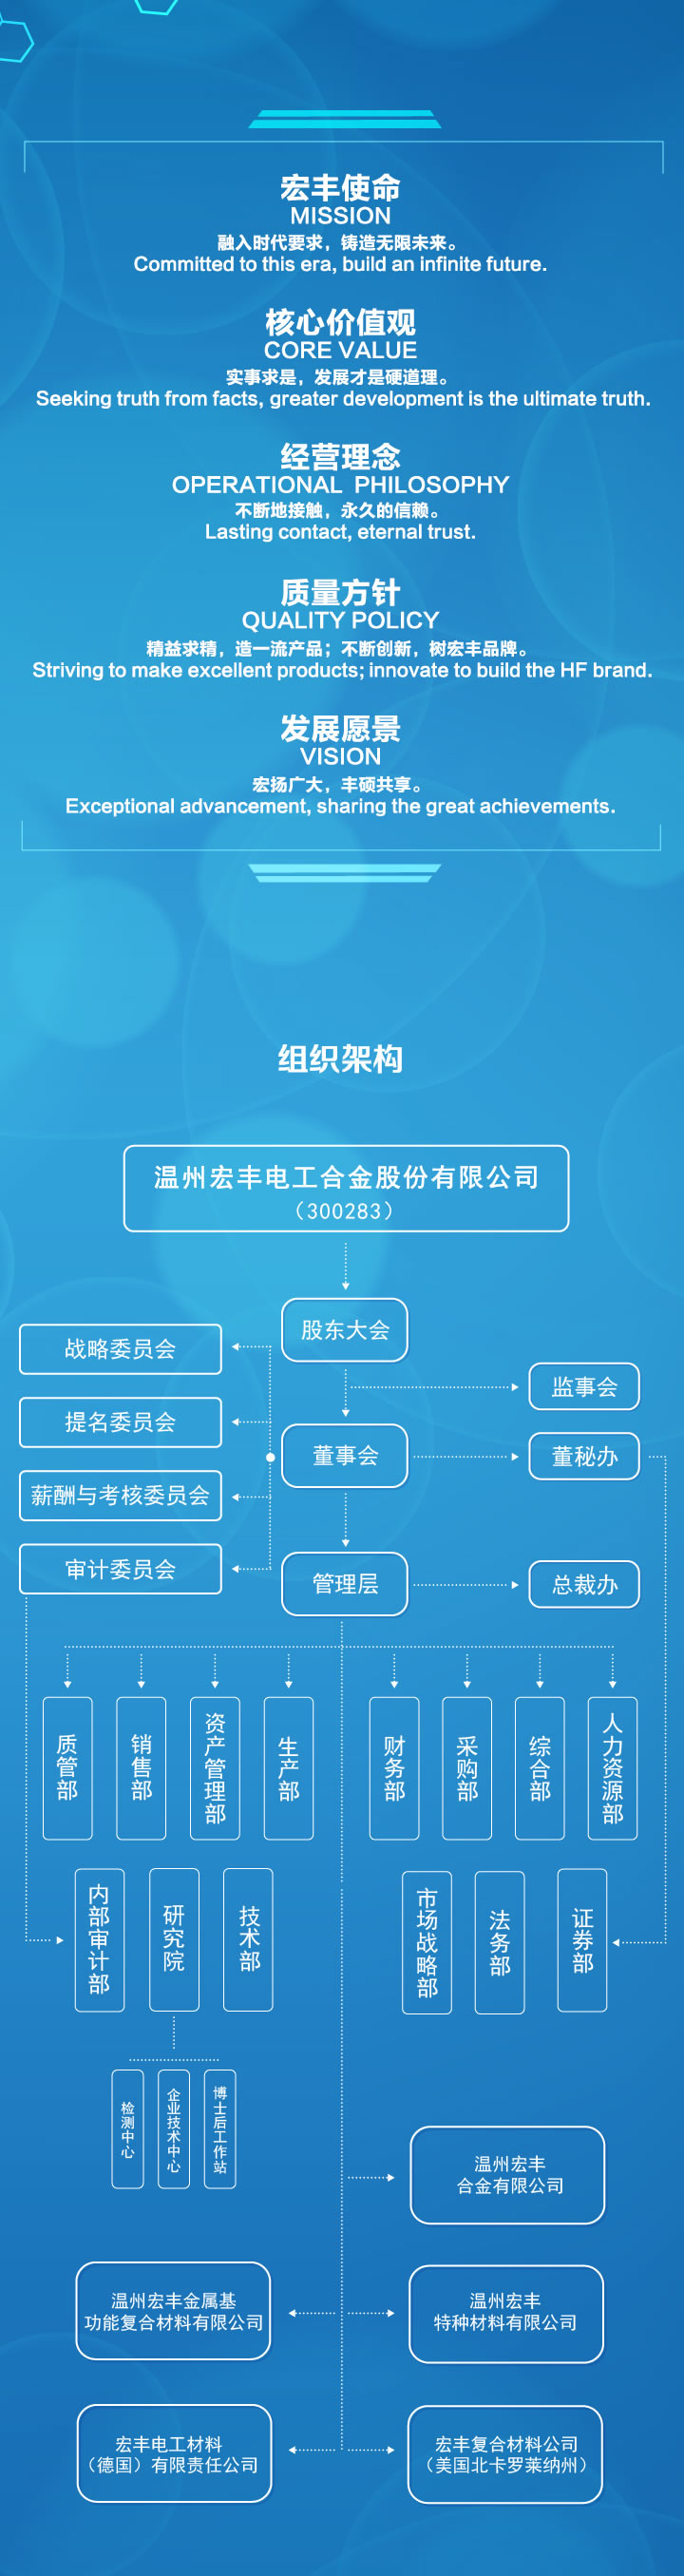 宏丰使命
MISSION
融入时代要求，铸造无限未来。
Committed to this era, build an infinite future.
核心价值观
CORE VALUE
实事求是，发展才是硬道理。
Seeking truth from facts, greater development is the ultimate truth.
经营理念
OPERATIONAL PHILOSOPHY
不断地接触，永久的信赖。
Lasting contact, eternal trust.
质量方针
QUALITY POLICY
精益求精，造一流产品；不断创新，树宏丰品牌。
Striving to make excellent products; innovate to build the HF brand.
发展愿景
VISION
宏扬广大，丰硕共享。
Exceptional advancement, sharing the great achievements.
组织架构
温州宏丰电工合金股份有限公司
（300283）
股东大会
战略委员会
监事会
提名委员会
董事会
董秘办
薪酬与考核委员会
审计委员会
管理层
总裁办
质管部
销售部
资产管理部
生产部
财务部
采购部
综合部
人力资源部
内部审计部
研究院
技术部
市场战略部
法务部
证券部
检测中心
企业技术中心
博士后工作站
温州宏丰
合金有限公司
温州宏丰金属基
功能复合材料有限公司
温州宏丰
特种材料有限公司
宏丰电工材料
（德国）有限责任公司
宏丰复合材料公司
（美国北卡罗莱纳州）